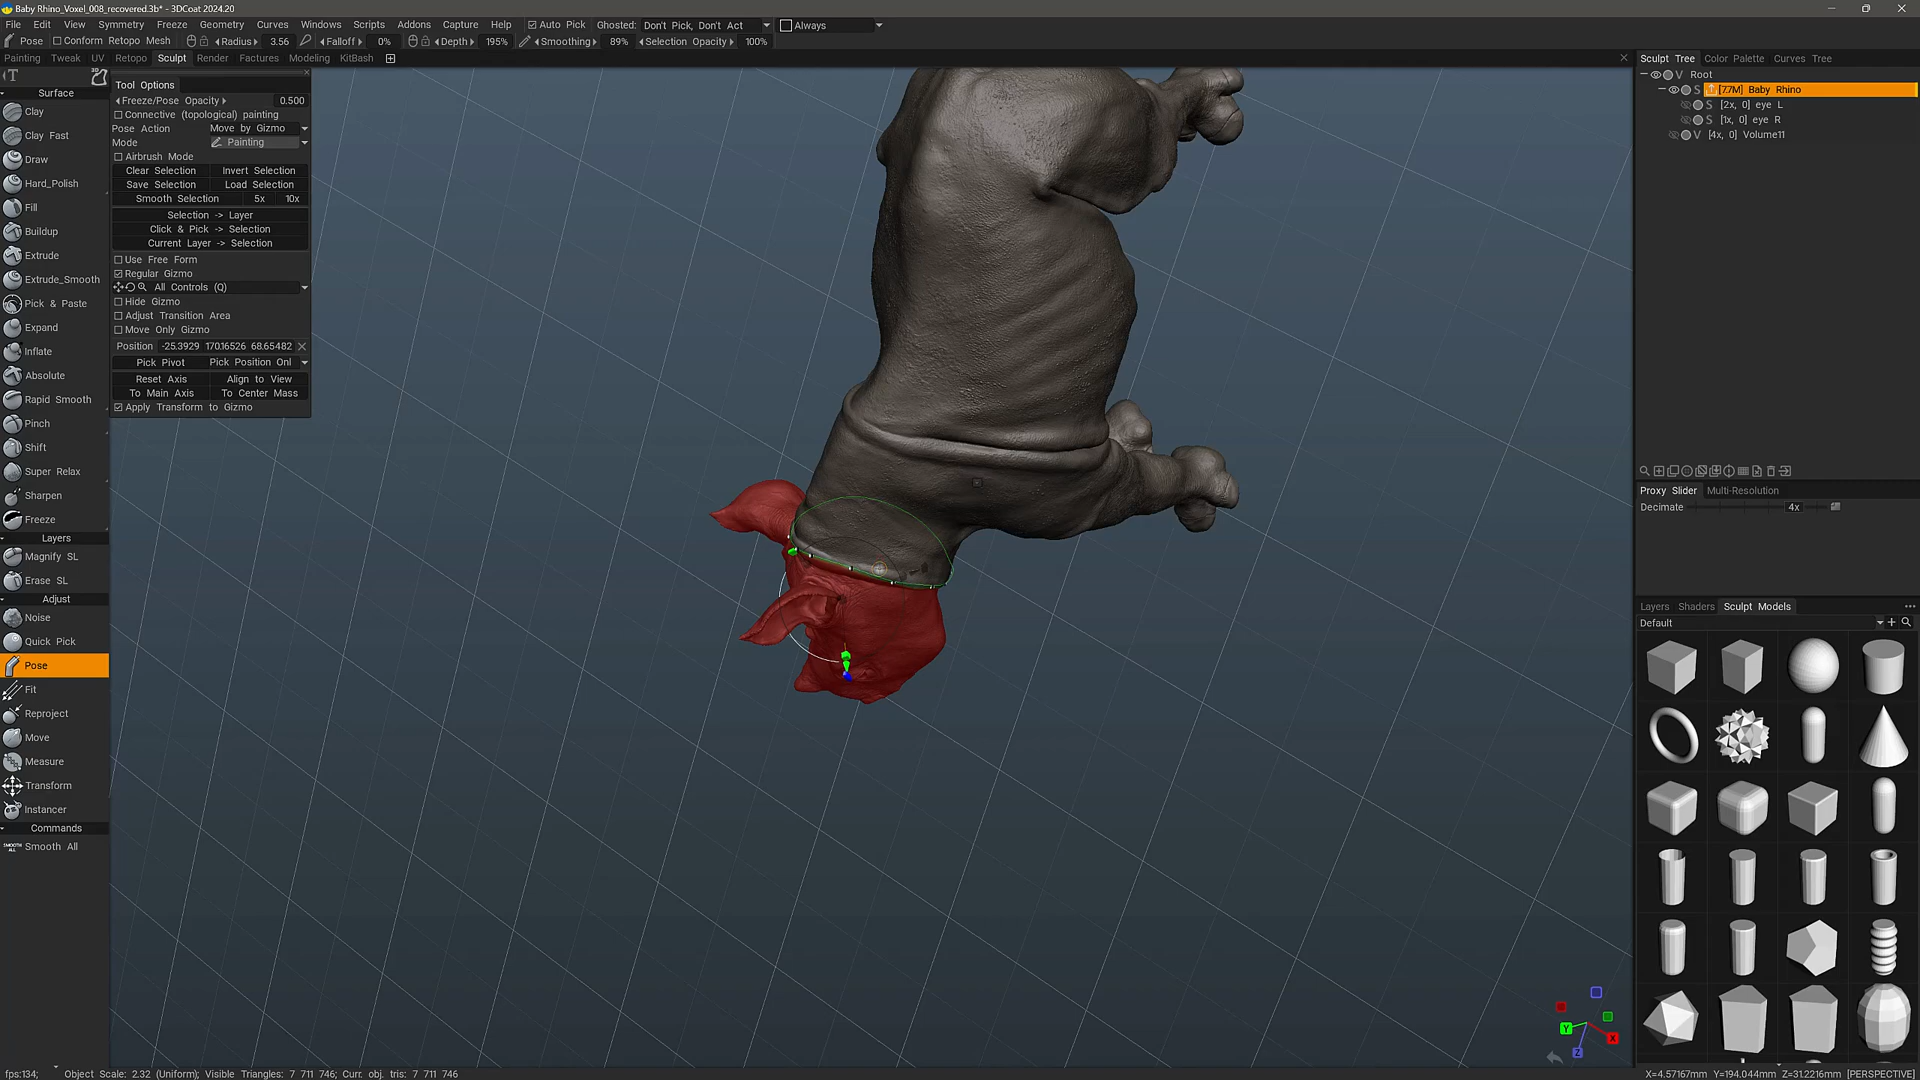 Baby Rhino_Voxel_008_recovered.3b* - 3DCoat 2024.20
File Edit View Symmetry Freeze Geometry Curves Windows Scripts Addons Capture Help Auto Pick Ghosted: Don't Pick, Don't Act Always
Pose Conform Retopo Mesh Radius 3.56 Falloff 0% Depth 195% Smoothing 89% Selection Opacity 100%
Painting Tweak UV Retopo Sculpt Render Factures Modeling KitBash
Surface
Clay
Clay Fast
Draw
Hard_Polish
Fill
Buildup
Extrude
Extrude_Smooth
Pick & Paste
Expand
Inflate
Absolute
Rapid Smooth
Pinch
Shift
Super Relax
Sharpen
Freeze
Layers
Magnify SL
Erase SL
Adjust
Noise
Quick Pick
Pose
Fit
Reproject
Move
Measure
Transform
Instancer
Commands
SMOOTH ALL Smooth All
Tool Options
Freeze/Pose Opacity 0.500
Connective (topological) painting
Pose Action Move by Gizmo
Mode Painting
Airbrush Mode
Clear Selection Invert Selection
Save Selection Load Selection
Smooth Selection 5x 10x
Selection -> Layer
Click & Pick -> Selection
Current Layer -> Selection
Use Free Form
Regular Gizmo
All Controls (Q)
Hide Gizmo
Adjust Transition Area
Move Only Gizmo
Position -25.3929 170.16526 68.65482
Pick Pivot Pick Position Onl
Reset Axis Align to View
To Main Axis To Center Mass
Apply Transform to Gizmo
Sculpt Tree Color Palette Curves Tree
V Root
S [7.7M] Baby Rhino
S [2x, 0] eye L
S [1x, 0] eye R
V [4x, 0] Volume11
Proxy Slider Multi-Resolution
Decimate 4x
Layers Shaders Sculpt Models
Default
Y X Z
fps:134; Object Scale: 2.32 (Uniform); Visible Triangles: 7 711 746; Curr. obj. tris: 7 711 746
X=4.57167mm Y=194.044mm Z=31.2216mm [PERSPECTIVE]